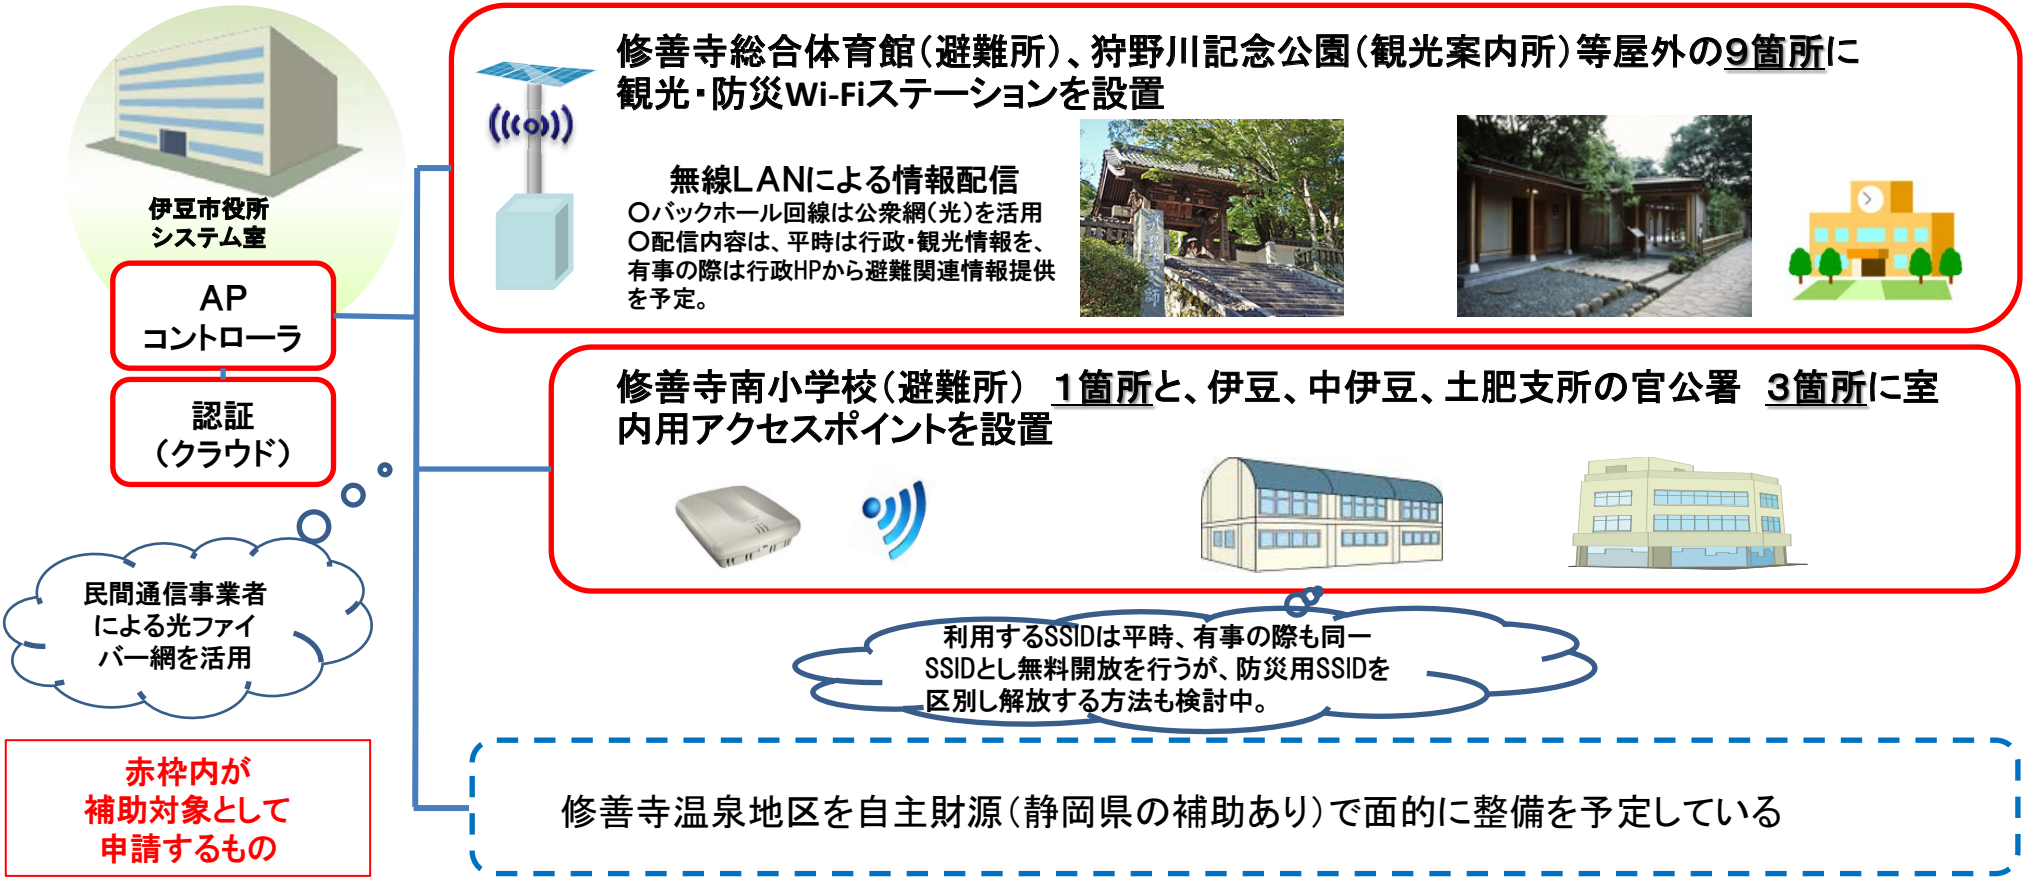 修善寺総合体育館（避難所）、狩野川記念公園（観光案内所）等屋外の９箇所に
観光・防災Wi-Fiステーションを設置
無線ＬＡＮによる情報配信
○バックホール回線は公衆網（光）を活用
○配信内容は、平時は行政・観光情報を、
有事の際は行政HPから避難関連情報提供
を予定。
伊豆市役所
システム室
ＡＰ
コントローラ
認証
（クラウド）
修善寺南小学校（避難所）　１箇所と、伊豆、中伊豆、土肥支所の官公署　３箇所に室
内用アクセスポイントを設置
民間通信事業者
による光ファイ
バー網を活用
利用するSSIDは平時、有事の際も同一
SSIDとし無料開放を行うが、防災用SSIDを
区別し解放する方法も検討中。
赤枠内が
補助対象として
申請するもの
修善寺温泉地区を自主財源（静岡県の補助あり）で面的に整備を予定している